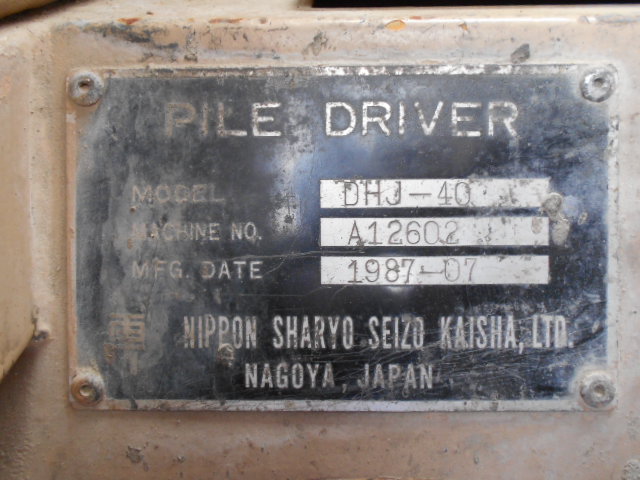 PILE DRIVER
MODEL DHJ-40
MACHINE NO. A12602
MFG. DATE 1987-07
NIPPON SHARYO SEIZO KAISHA, LTD.
NAGOYA, JAPAN